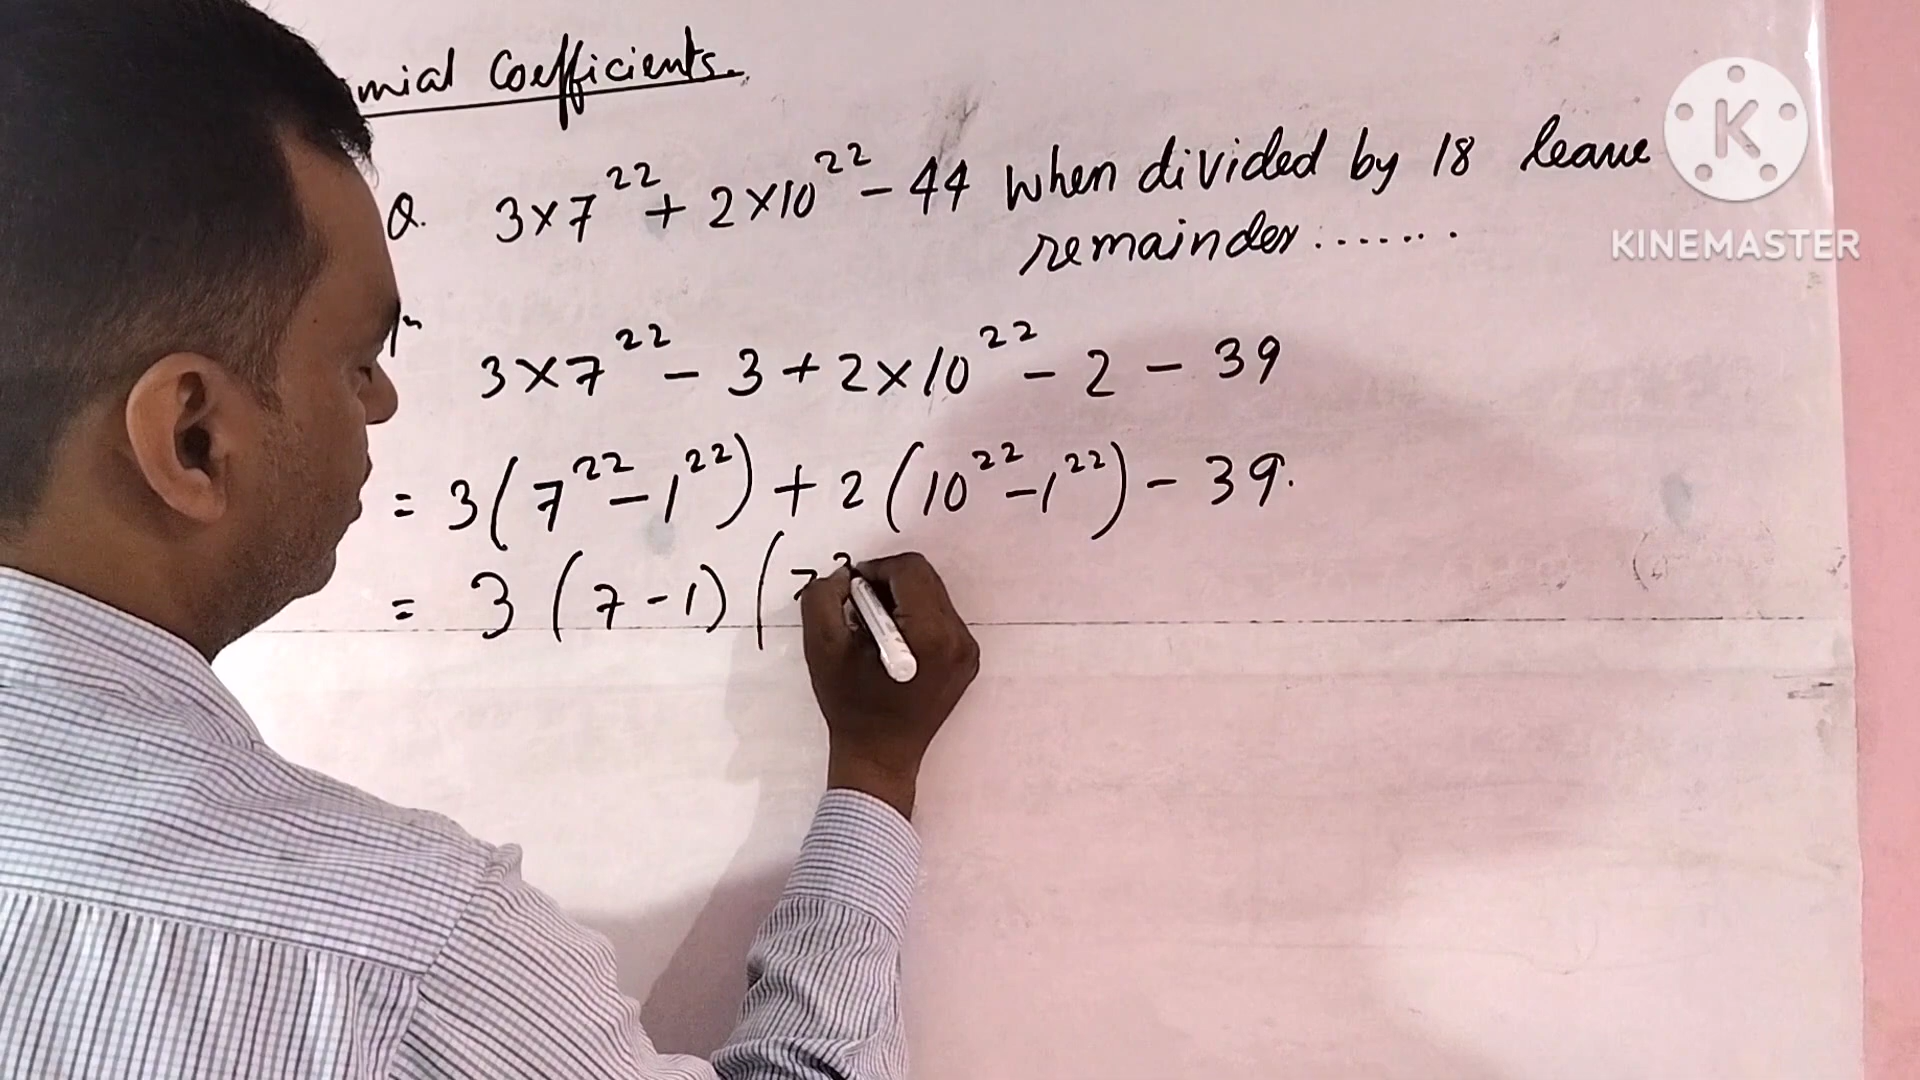 mial Coefficients.
Q. 3×7²²+ 2×10²²- 44 when divided by 18 leave
remainder.......
3×7²²- 3 + 2×10²²- 2 - 39
= 3(7²²-1²²) + 2(10²²-1²²) - 39.
= 3(7-1)(7
K
KINEMASTER